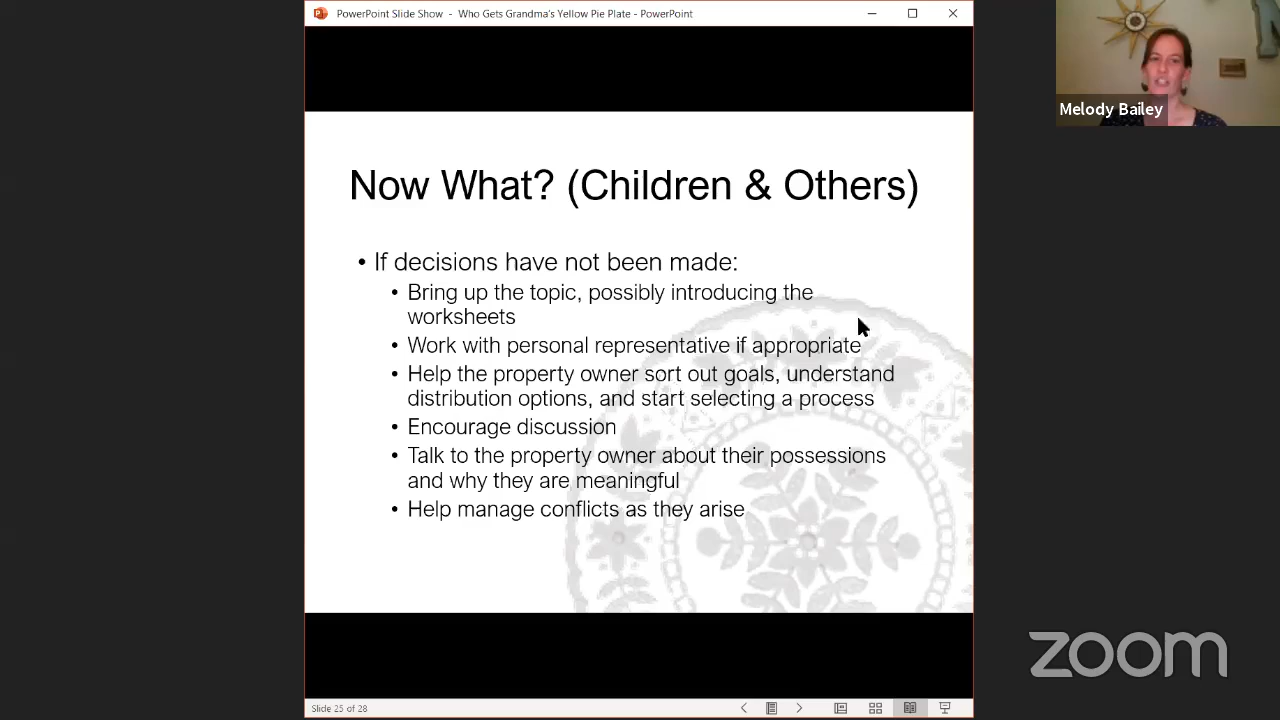 PowerPoint Slide Show - Who Gets Grandma's Yellow Pie Plate - PowerPoint
Melody Bailey
Now What? (Children & Others)
• If decisions have not been made:
• Bring up the topic, possibly introducing the
worksheets
• Work with personal representative if appropriate
• Help the property owner sort out goals, understand
distribution options, and start selecting a process
• Encourage discussion
• Talk to the property owner about their possessions
and why they are meaningful
• Help manage conflicts as they arise
zoom
Slide 25 of 28